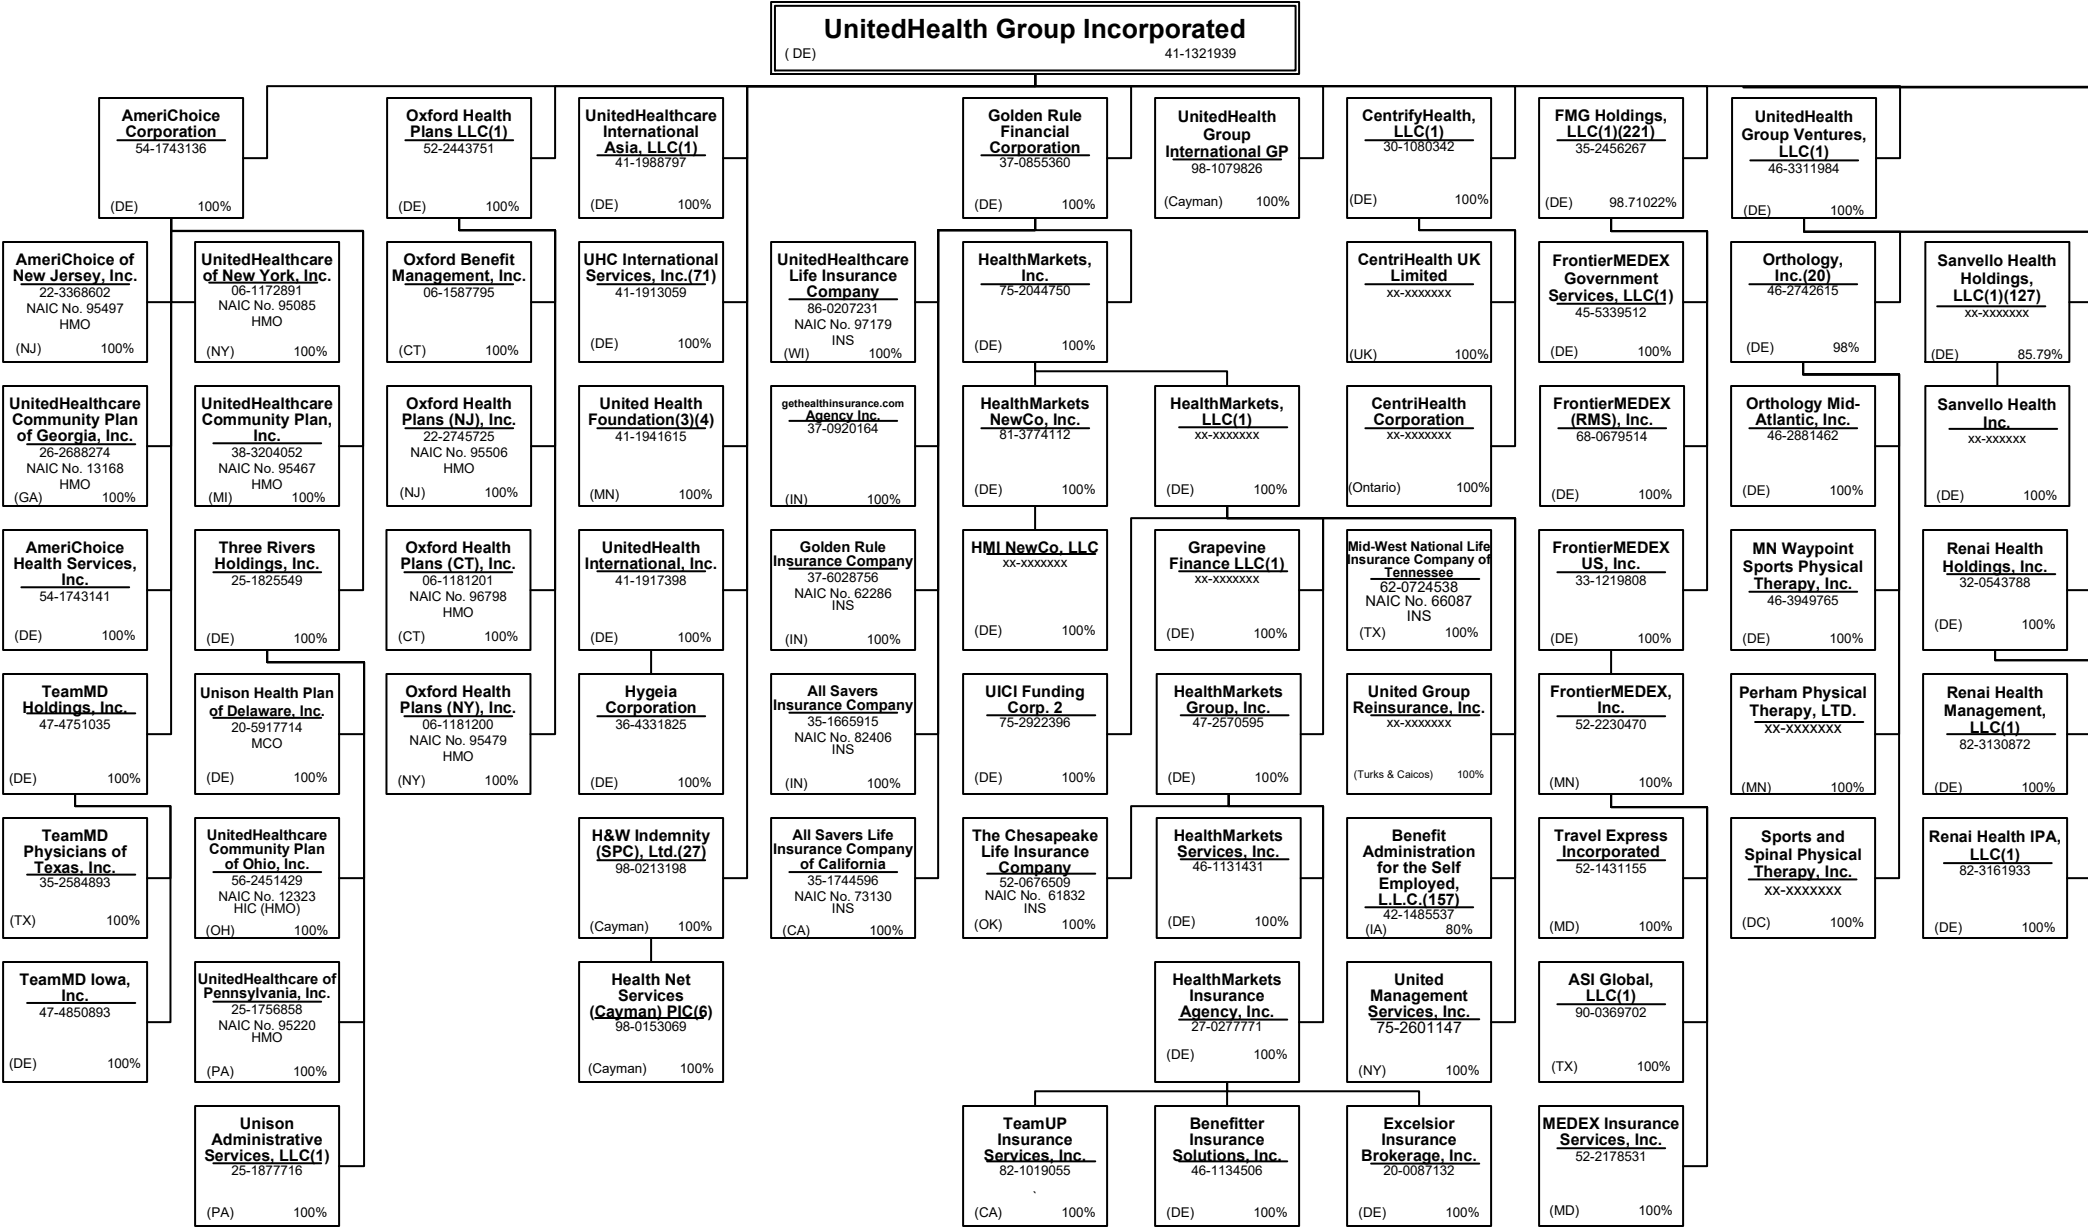 UnitedHealth Group Incorporated
( DE) 41-1321939
AmeriChoice
Corporation
54-1743136
(DE) 100%
Oxford Health
Plans LLC(1)
52-2443751
(DE) 100%
UnitedHealthcare
International
Asia, LLC(1)
41-1988797
(DE) 100%
Golden Rule
Financial
Corporation
37-0855360
(DE) 100%
UnitedHealth
Group
International GP
98-1079826
(Cayman) 100%
CentrifyHealth,
LLC(1)
30-1080342
(DE) 100%
FMG Holdings,
LLC(1)(221)
35-2456267
(DE) 98.71022%
UnitedHealth
Group Ventures,
LLC(1)
46-3311984
(DE) 100%
AmeriChoice of
New Jersey, Inc.
22-3368602
NAIC No. 95497
HMO
(NJ) 100%
UnitedHealthcare
of New York, Inc.
06-1172891
NAIC No. 95085
HMO
(NY) 100%
Oxford Benefit
Management, Inc.
06-1587795
(CT) 100%
UHC International
Services, Inc.(71)
41-1913059
(DE) 100%
UnitedHealthcare
Life Insurance
Company
86-0207231
NAIC No. 97179
INS
(WI) 100%
HealthMarkets,
Inc.
75-2044750
(DE) 100%
CentriHealth UK
Limited
xx-xxxxxxx
(UK) 100%
FrontierMEDEX
Government
Services, LLC(1)
45-5339512
(DE) 100%
Orthology,
Inc.(20)
46-2742615
(DE) 98%
Sanvello Health
Holdings,
LLC(1)(127)
xx-xxxxxxx
(DE) 85.79%
UnitedHealthcare
Community Plan
of Georgia, Inc.
26-2688274
NAIC No. 13168
HMO
(GA) 100%
UnitedHealthcare
Community Plan,
Inc.
38-3204052
NAIC No. 95467
HMO
(MI) 100%
Oxford Health
Plans (NJ), Inc.
22-2745725
NAIC No. 95506
HMO
(NJ) 100%
United Health
Foundation(3)(4)
41-1941615
(MN) 100%
gethealthinsurance.com
Agency Inc.
37-0920164
(IN) 100%
HealthMarkets
NewCo, Inc.
81-3774112
(DE) 100%
HealthMarkets,
LLC(1)
xx-xxxxxxx
(DE) 100%
CentriHealth
Corporation
xx-xxxxxxx
(Ontario) 100%
FrontierMEDEX
(RMS), Inc.
68-0679514
(DE) 100%
Orthology Mid-
Atlantic, Inc.
46-2881462
(DE) 100%
Sanvello Health
Inc.
xx-xxxxxx
(DE) 100%
AmeriChoice
Health Services,
Inc.
54-1743141
(DE) 100%
Three Rivers
Holdings, Inc.
25-1825549
(DE) 100%
Oxford Health
Plans (CT), Inc.
06-1181201
NAIC No. 96798
HMO
(CT) 100%
UnitedHealth
International, Inc.
41-1917398
(DE) 100%
Golden Rule
Insurance Company
37-6028756
NAIC No. 62286
INS
(IN) 100%
HMI NewCo, LLC
xx-xxxxxxx
(DE) 100%
Grapevine
Finance LLC(1)
xx-xxxxxxx
(DE) 100%
Mid-West National Life
Insurance Company of
Tennessee
62-0724538
NAIC No. 66087
INS
(TX) 100%
FrontierMEDEX
US, Inc.
33-1219808
(DE) 100%
MN Waypoint
Sports Physical
Therapy, Inc.
46-3949765
(DE) 100%
Renai Health
Holdings, Inc.
32-0543788
(DE) 100%
TeamMD
Holdings, Inc.
47-4751035
(DE) 100%
Unison Health Plan
of Delaware, Inc.
20-5917714
MCO
(DE) 100%
Oxford Health
Plans (NY), Inc.
06-1181200
NAIC No. 95479
HMO
(NY) 100%
Hygeia
Corporation
36-4331825
(DE) 100%
All Savers
Insurance Company
35-1665915
NAIC No. 82406
INS
(IN) 100%
UICI Funding
Corp. 2
75-2922396
(DE) 100%
HealthMarkets
Group, Inc.
47-2570595
(DE) 100%
United Group
Reinsurance, Inc.
xx-xxxxxxx
(Turks & Caicos) 100%
FrontierMEDEX,
Inc.
52-2230470
(MN) 100%
Perham Physical
Therapy, LTD.
xx-xxxxxxx
(MN) 100%
Renai Health
Management,
LLC(1)
82-3130872
(DE) 100%
TeamMD
Physicians of
Texas, Inc.
35-2584893
(TX) 100%
UnitedHealthcare
Community Plan
of Ohio, Inc.
56-2451429
NAIC No. 12323
HIC (HMO)
(OH) 100%
H&W Indemnity
(SPC), Ltd.(27)
98-0213198
(Cayman) 100%
All Savers Life
Insurance Company
of California
35-1744596
NAIC No. 73130
INS
(CA) 100%
The Chesapeake
Life Insurance
Company
52-0676509
NAIC No. 61832
INS
(OK) 100%
HealthMarkets
Services, Inc.
46-1131431
(DE) 100%
Benefit
Administration
for the Self
Employed,
L.L.C.(157)
42-1485537
(IA) 80%
Travel Express
Incorporated
52-1431155
(MD) 100%
Sports and
Spinal Physical
Therapy, Inc.
xx-xxxxxxx
(DC) 100%
Renai Health IPA,
LLC(1)
82-3161933
(DE) 100%
TeamMD Iowa,
Inc.
47-4850893
(DE) 100%
UnitedHealthcare of
Pennsylvania, Inc.
25-1756858
NAIC No. 95220
HMO
(PA) 100%
Health Net
Services
(Cayman) PIC(6)
98-0153069
(Cayman) 100%
HealthMarkets
Insurance
Agency, Inc.
27-0277771
(DE) 100%
United
Management
Services, Inc.
75-2601147
(NY) 100%
ASI Global,
LLC(1)
90-0369702
(TX) 100%
Unison
Administrative
Services, LLC(1)
25-1877716
(PA) 100%
TeamUP
Insurance
Services, Inc.
82-1019055
`
(CA) 100%
Benefitter
Insurance
Solutions, Inc.
46-1134506
(DE) 100%
Excelsior
Insurance
Brokerage, Inc.
20-0087132
(DE) 100%
MEDEX Insurance
Services, Inc.
52-2178531
(MD) 100%